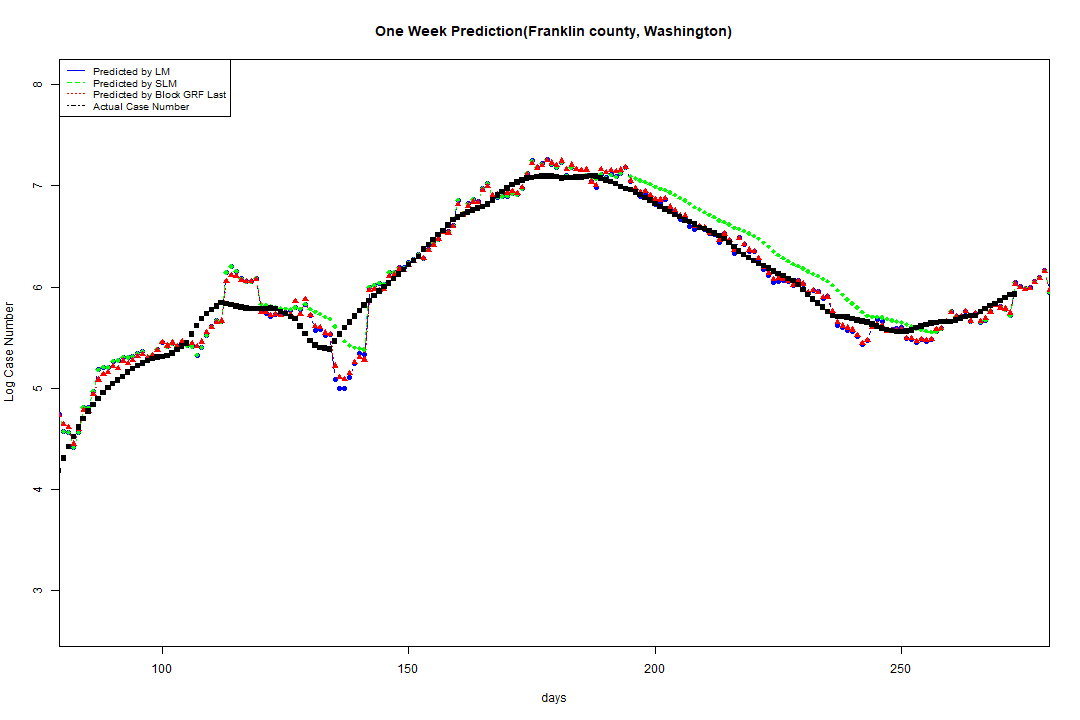 One Week Prediction(Franklin county, Washington)
Predicted by LM
Predicted by SLM
Predicted by Block GRF Last
Actual Case Number
8
7
6
5
4
3
Log Case Number
100 150 200 250
days